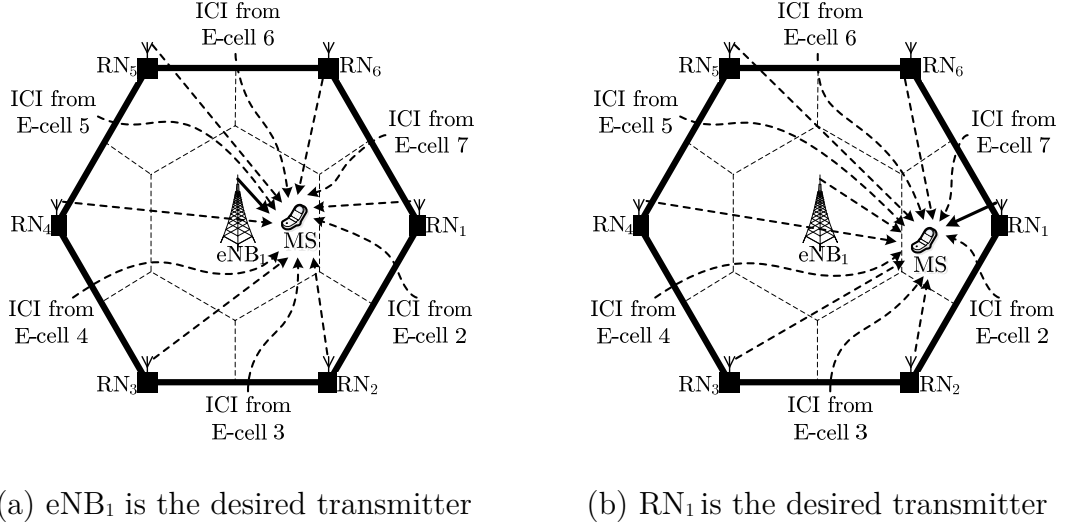 ICI from
E-cell 6
RN₅
RN₆
ICI from
E-cell 5
ICI from
E-cell 7
RN₄
RN₁
MS
eNB₁
ICI from
E-cell 4
ICI from
E-cell 2
RN₃
RN₂
ICI from
E-cell 3
(a) eNB₁ is the desired transmitter
ICI from
E-cell 6
RN₅
RN₆
ICI from
E-cell 5
ICI from
E-cell 7
RN₄
RN₁
eNB₁
MS
ICI from
E-cell 4
ICI from
E-cell 2
RN₃
RN₂
ICI from
E-cell 3
(b) RN₁ is the desired transmitter